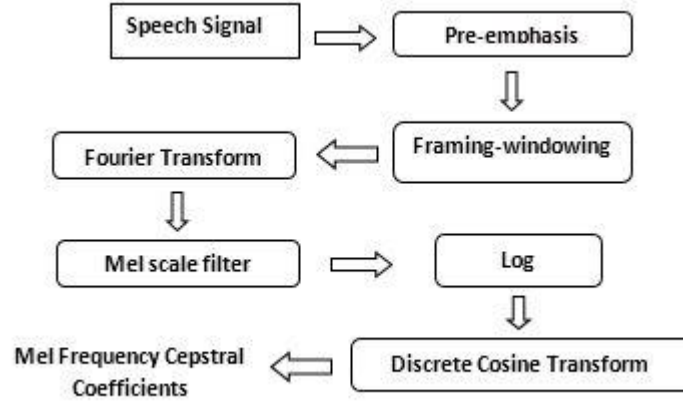 Speech Signal
Pre-emphasis
Framing-windowing
Fourier Transform
Mel scale filter
Log
Discrete Cosine Transform
Mel Frequency Cepstral
Coefficients